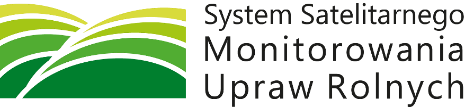 System Satelitarnego
Monitorowania
Upraw Rolnych